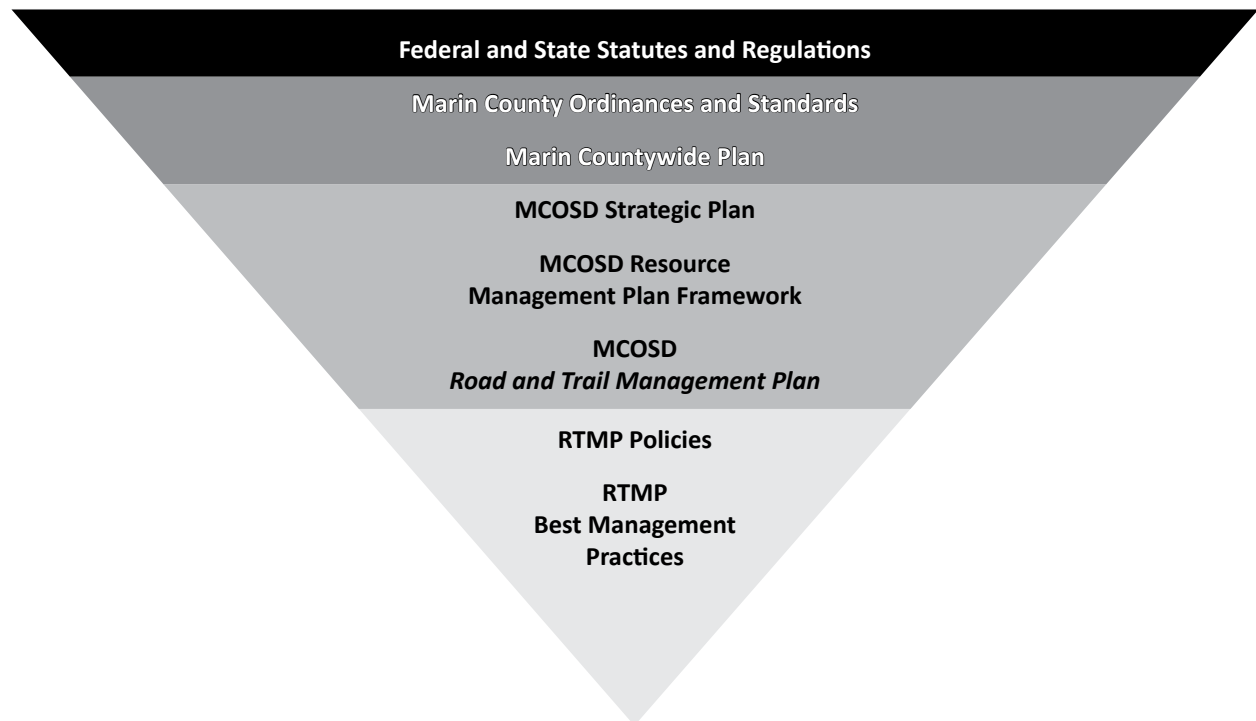 Federal and State Statutes and Regulations
Marin County Ordinances and Standards
Marin Countywide Plan
MCOSD Strategic Plan
MCOSD Resource
Management Plan Framework
MCOSD
Road and Trail Management Plan
RTMP Policies
RTMP
Best Management
Practices